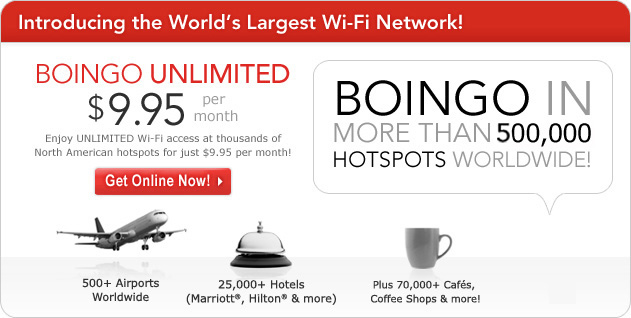 Introducing the World's Largest Wi-Fi Network!
BOINGO UNLIMITED
$9.95 per month
Enjoy UNLIMITED Wi-Fi access at thousands of
North American hotspots for just $9.95 per month!
Get Online Now!
BOINGO IN
MORE THAN 500,000
HOTSPOTS WORLDWIDE!
500+ Airports
Worldwide
25,000+ Hotels
(Marriott®, Hilton® & more)
Plus 70,000+ Cafés,
Coffee Shops & more!